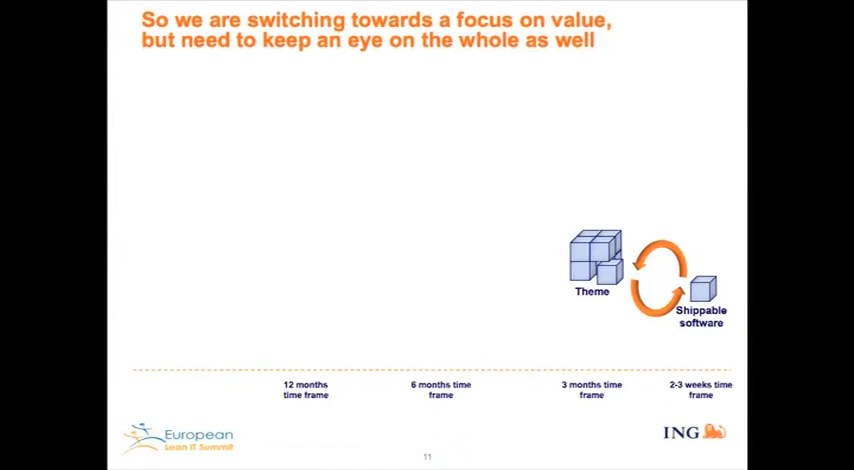 So we are switching towards a focus on value,
but need to keep an eye on the whole as well
Theme
Shippable
software
12 months
time frame
6 months time
frame
3 months time
frame
2-3 weeks time
frame
European
Lean IT Summit
11
ING